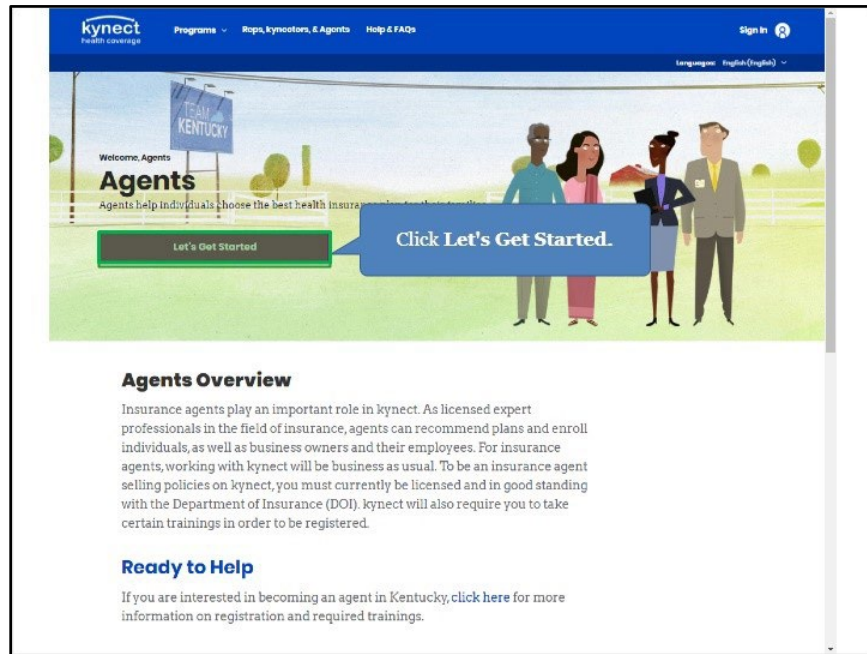 kynect
health coverage
Programs
Reps, kynectors, & Agents
Help & FAQs
Sign In
Languages: English (English)
TEAM
KENTUCKY
Welcome, Agents
Agents
Agents help individuals choose the best health insurance plan for their families.
Let's Get Started
Click Let's Get Started.
Agents Overview
Insurance agents play an important role in kynect. As licensed expert
professionals in the field of insurance, agents can recommend plans and enroll
individuals, as well as business owners and their employees. For insurance
agents, working with kynect will be business as usual. To be an insurance agent
selling policies on kynect, you must currently be licensed and in good standing
with the Department of Insurance (DOI). kynect will also require you to take
certain trainings in order to be registered.
Ready to Help
If you are interested in becoming an agent in Kentucky, click here for more
information on registration and required trainings.